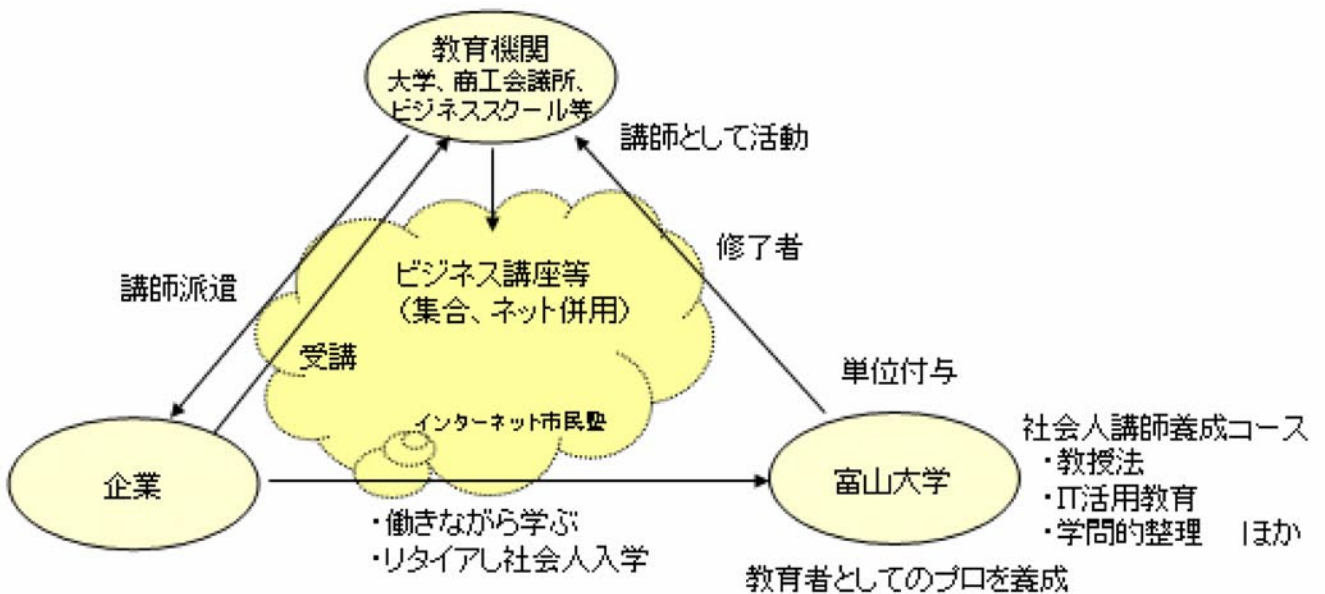 教育機関
大学、商工会議所、
ビジネススクール等
講師として活動
修了者
講師派遣
ビジネス講座等
(集合、ネット併用)
受講
単位付与
インターネット市民塾
社会人講師養成コース
・教授法
・IT活用教育
・学問的整理 ほか
企業
富山大学
・働きながら学ぶ
・リタイアし社会人入学
教育者としてのプロを養成